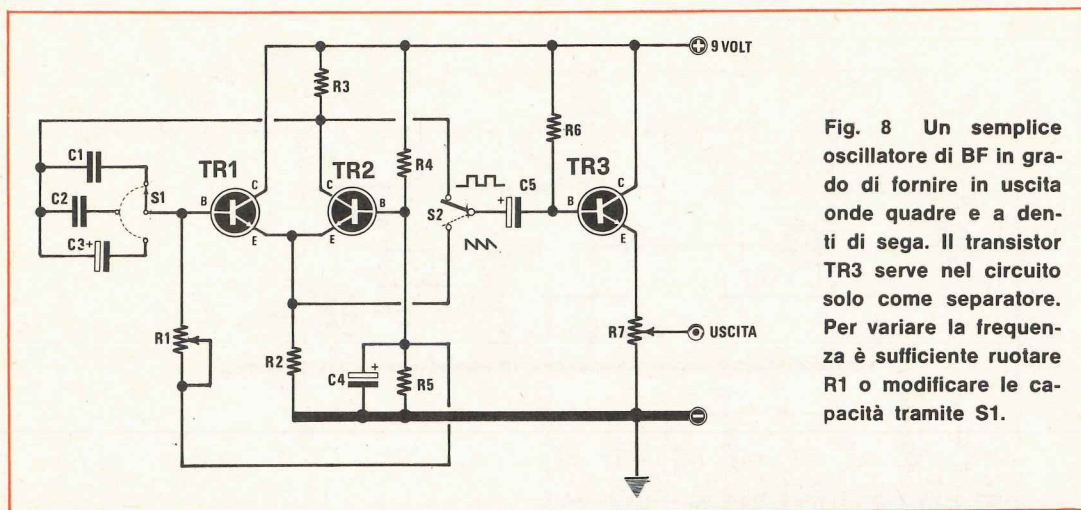 9 VOLT
R3
C1
C2
C3+
S1
TR1
TR2
R4
R6
TR3
C5
+
S2
B
C
E
C
B
E
B
C
E
R1
R2
C4
+
R5
R7
USCITA
Fig. 8 Un semplice
oscillatore di BF in gra-
do di fornire in uscita
onde quadre e a den-
ti di sega. Il transistor
TR3 serve nel circuito
solo come separatore.
Per variare la frequen-
za è sufficiente ruotare
R1 o modificare le ca-
pacità tramite S1.